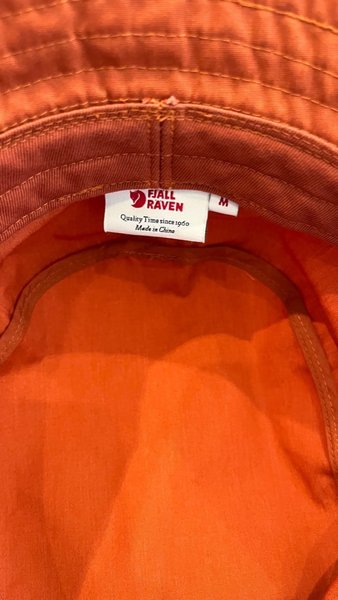 FJALL
RAVEN
M
Quality Time since 1960
Made in China